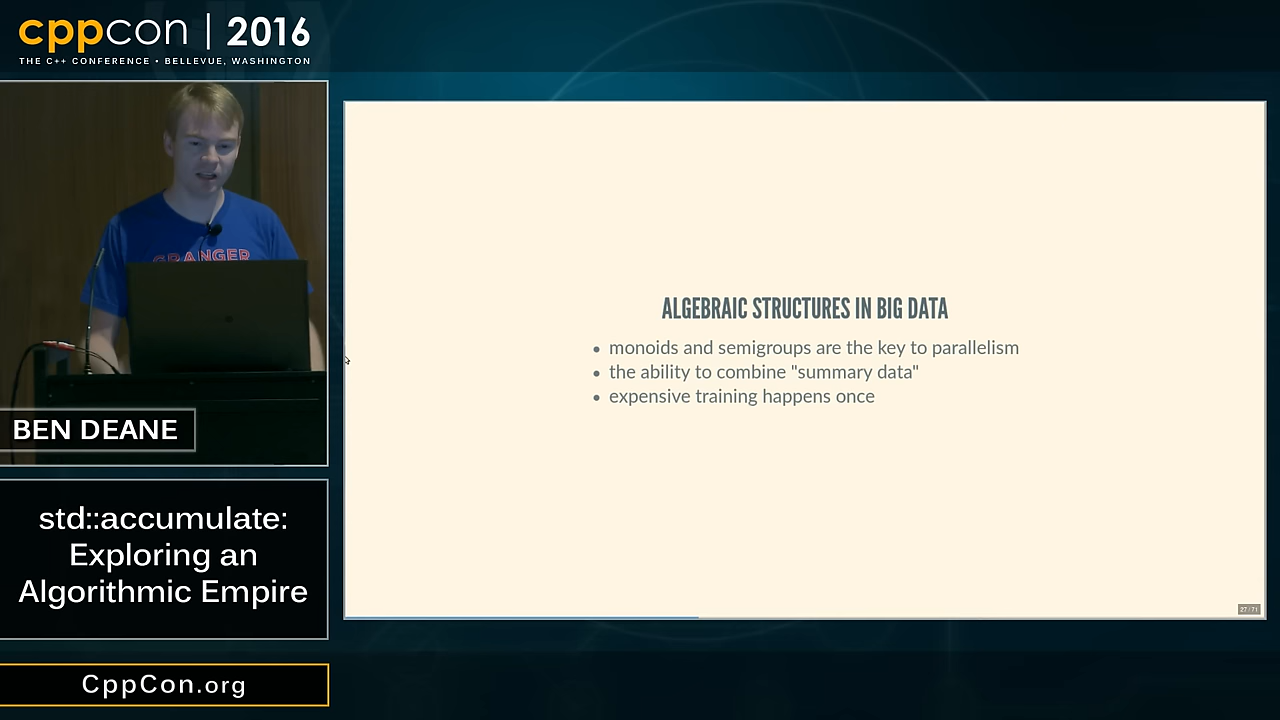 cppcon | 2016
THE C++ CONFERENCE • BELLEVUE, WASHINGTON
GRANGER
BEN DEANE
std::accumulate:
Exploring an
Algorithmic Empire
CppCon.org
ALGEBRAIC STRUCTURES IN BIG DATA
• monoids and semigroups are the key to parallelism
• the ability to combine "summary data"
• expensive training happens once
27 / 71